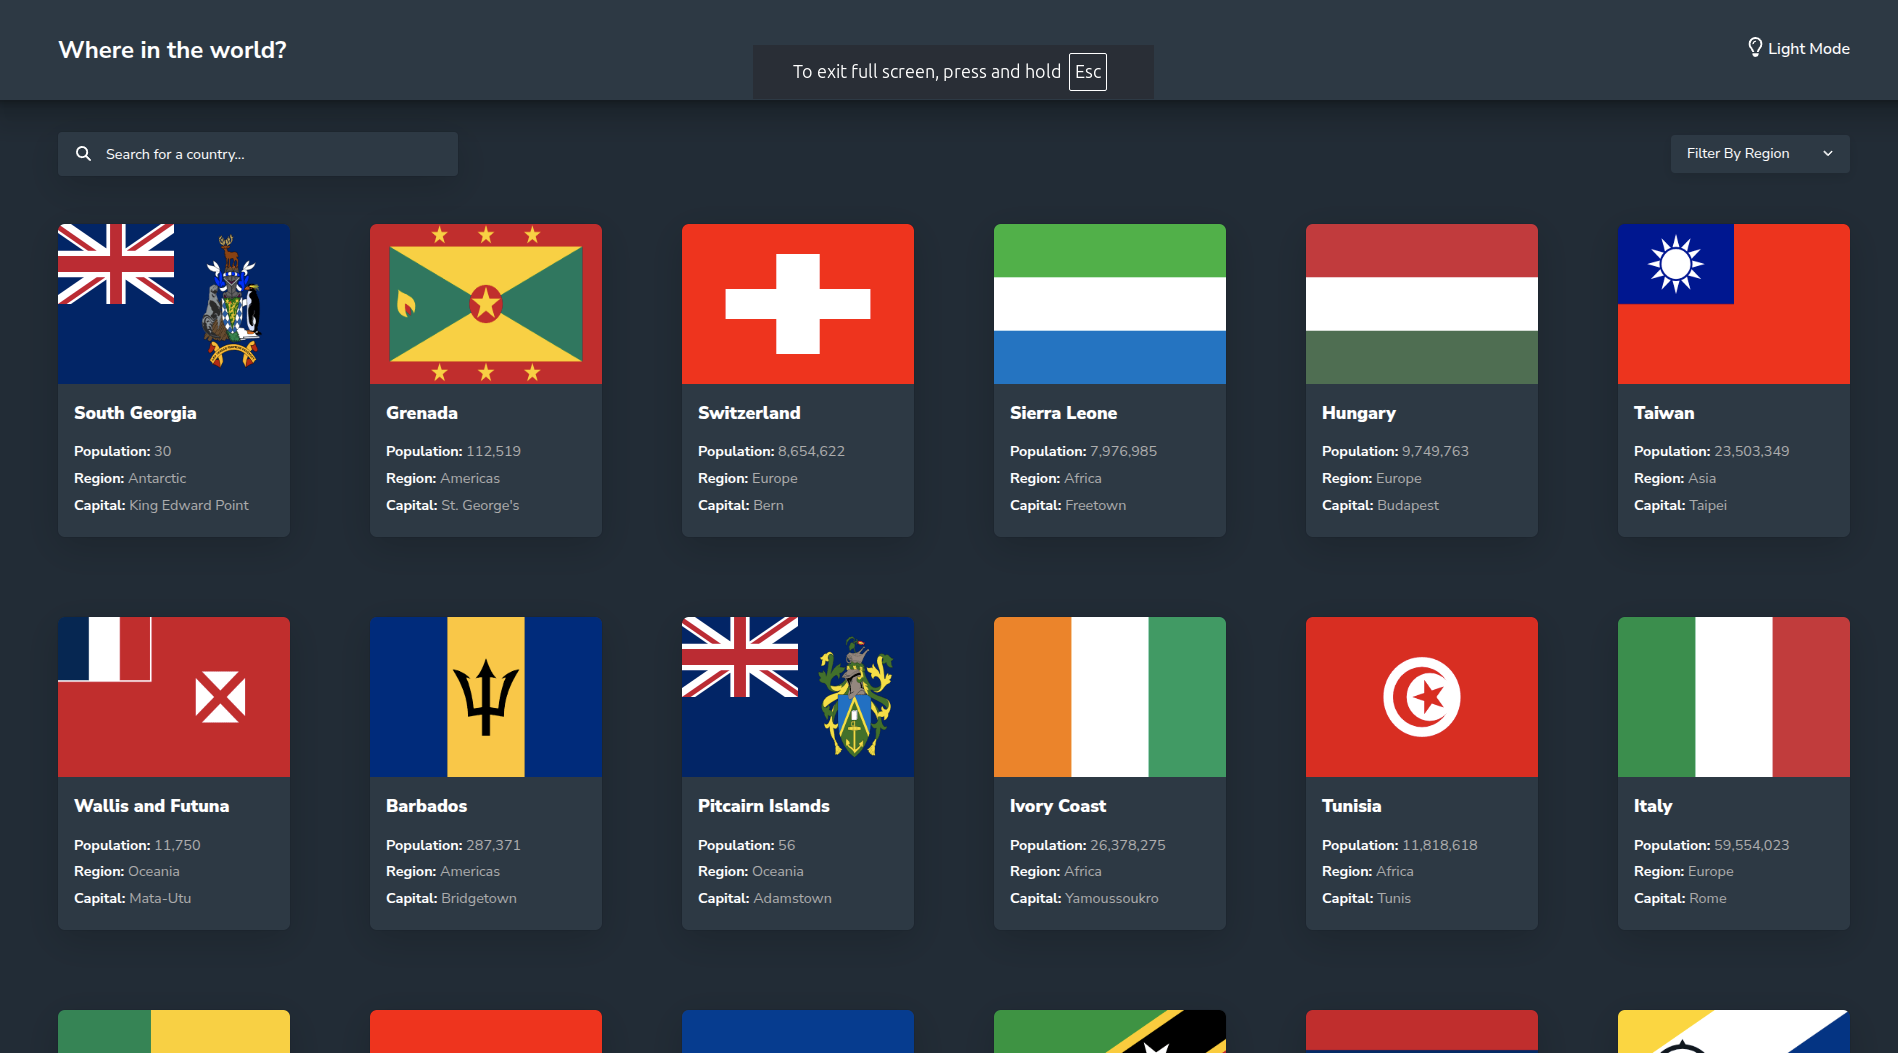 Where in the world?
To exit full screen, press and hold Esc
Light Mode
Search for a country...
Filter By Region
South Georgia
Population: 30
Region: Antarctic
Capital: King Edward Point
Grenada
Population: 112,519
Region: Americas
Capital: St. George's
Switzerland
Population: 8,654,622
Region: Europe
Capital: Bern
Sierra Leone
Population: 7,976,985
Region: Africa
Capital: Freetown
Hungary
Population: 9,749,763
Region: Europe
Capital: Budapest
Taiwan
Population: 23,503,349
Region: Asia
Capital: Taipei
Wallis and Futuna
Population: 11,750
Region: Oceania
Capital: Mata-Utu
Barbados
Population: 287,371
Region: Americas
Capital: Bridgetown
Pitcairn Islands
Population: 56
Region: Oceania
Capital: Adamstown
Ivory Coast
Population: 26,378,275
Region: Africa
Capital: Yamoussoukro
Tunisia
Population: 11,818,618
Region: Africa
Capital: Tunis
Italy
Population: 59,554,023
Region: Europe
Capital: Rome